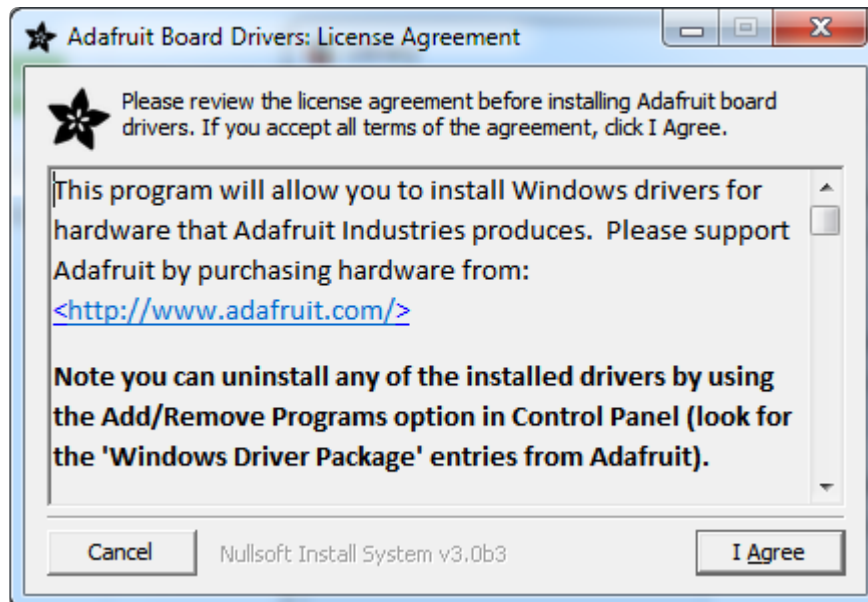 Adafruit Board Drivers: License Agreement
Please review the license agreement before installing Adafruit board
drivers. If you accept all terms of the agreement, click I Agree.
This program will allow you to install Windows drivers for
hardware that Adafruit Industries produces.  Please support
Adafruit by purchasing hardware from:
<http://www.adafruit.com/>
Note you can uninstall any of the installed drivers by using
the Add/Remove Programs option in Control Panel (look for
the 'Windows Driver Package' entries from Adafruit).
Cancel
Nullsoft Install System v3.0b3
I Agree